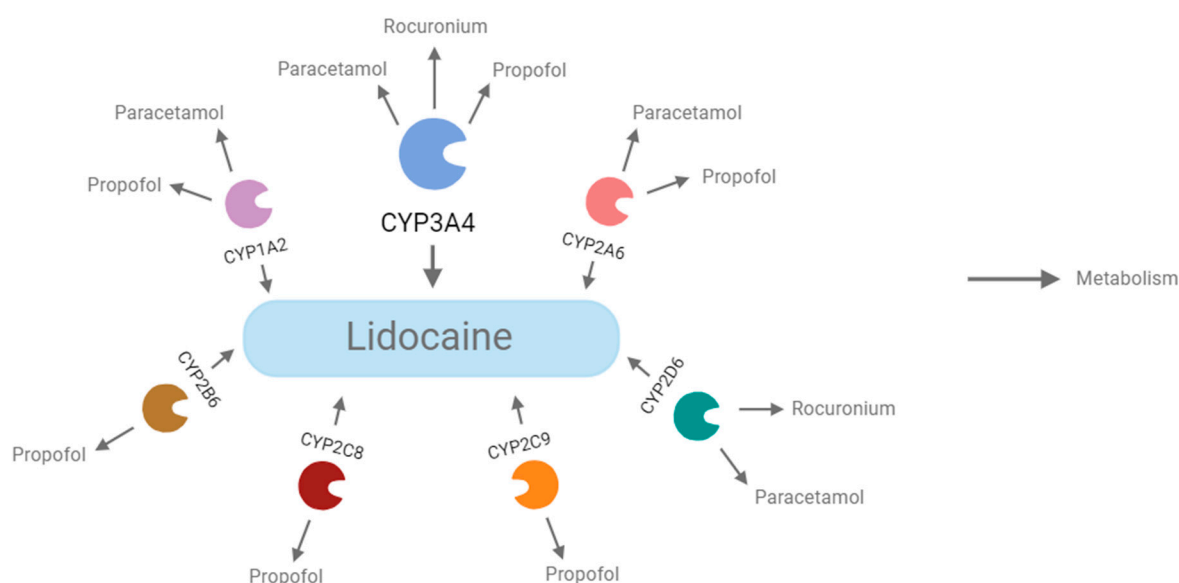 Rocuronium
Paracetamol
Propofol
Paracetamol
Paracetamol
Propofol
Propofol
CYP3A4
CYP1A2
CYP2A6
Metabolism
Lidocaine
CYP2B6
CYP2D6
Rocuronium
Propofol
CYP2C8
CYP2C9
Paracetamol
Propofol
Propofol